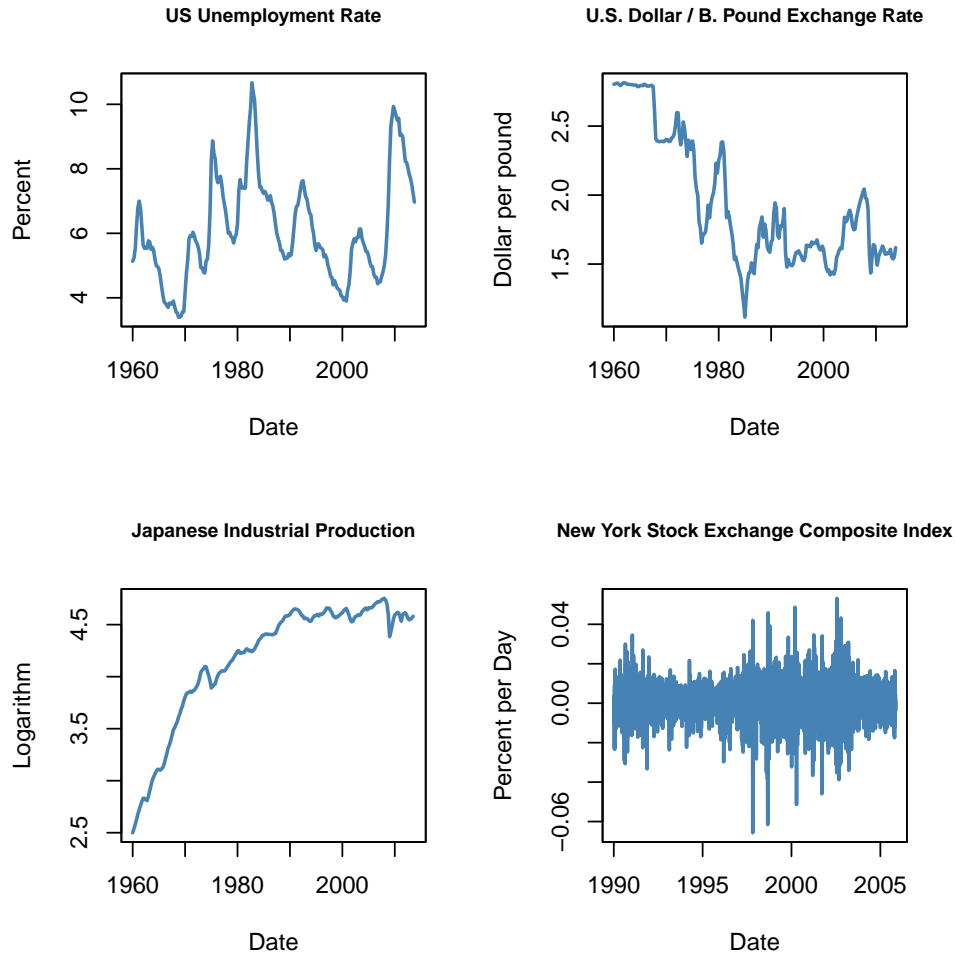 US Unemployment Rate
Percent
10
8
6
4
1960 1980 2000
Date
U.S. Dollar / B. Pound Exchange Rate
Dollar per pound
2.5
2.0
1.5
1960 1980 2000
Date
Japanese Industrial Production
Logarithm
4.5
3.5
2.5
1960 1980 2000
Date
New York Stock Exchange Composite Index
Percent per Day
0.04
0.00
−0.06
1990 1995 2000 2005
Date